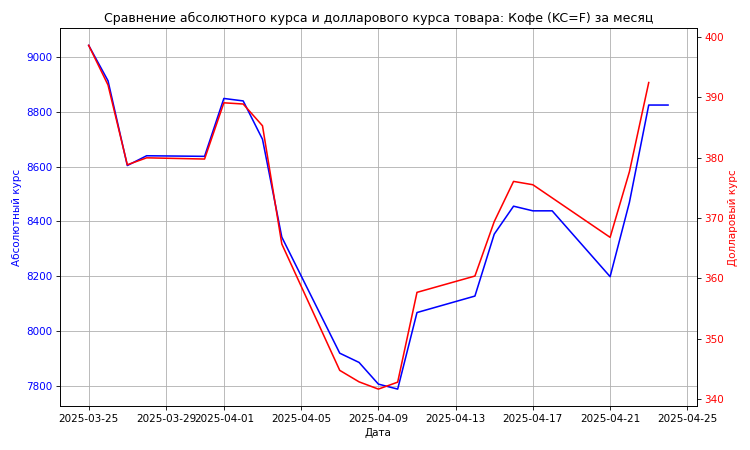 Сравнение абсолютного курса и долларового курса товара: Кофе (KC=F) за месяц
Абсолютный курс
9000
8800
8600
8400
8200
8000
7800
400
390
380
370
360
350
340
Долларовый курс
2025-03-25 2025-03-29 2025-04-01 2025-04-05 2025-04-09 2025-04-13 2025-04-17 2025-04-21 2025-04-25
Дата